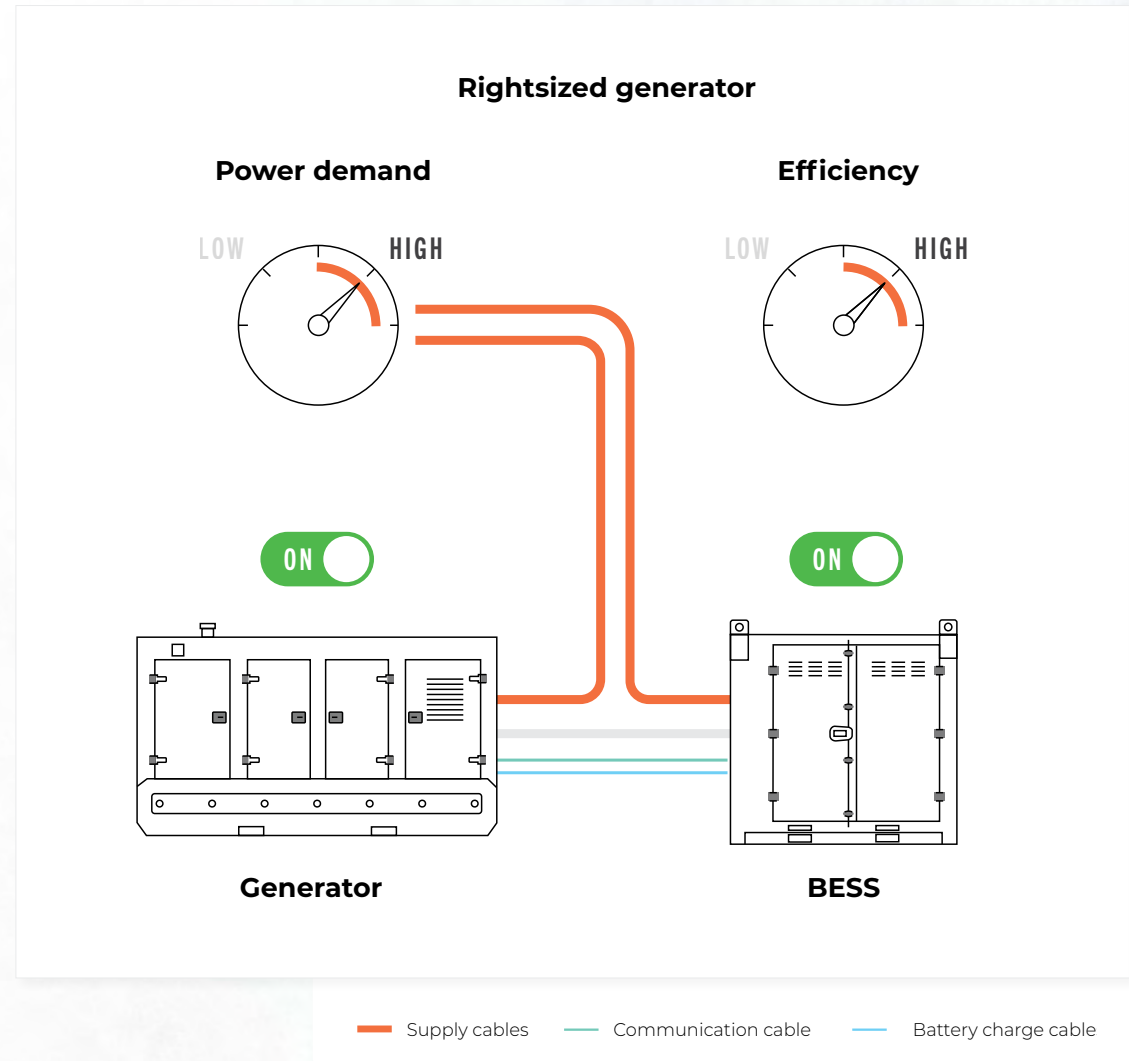 Rightsized generator
Power demand
Efficiency
LOW
HIGH
LOW
HIGH
ON
ON
Generator
BESS
Supply cables
Communication cable
Battery charge cable